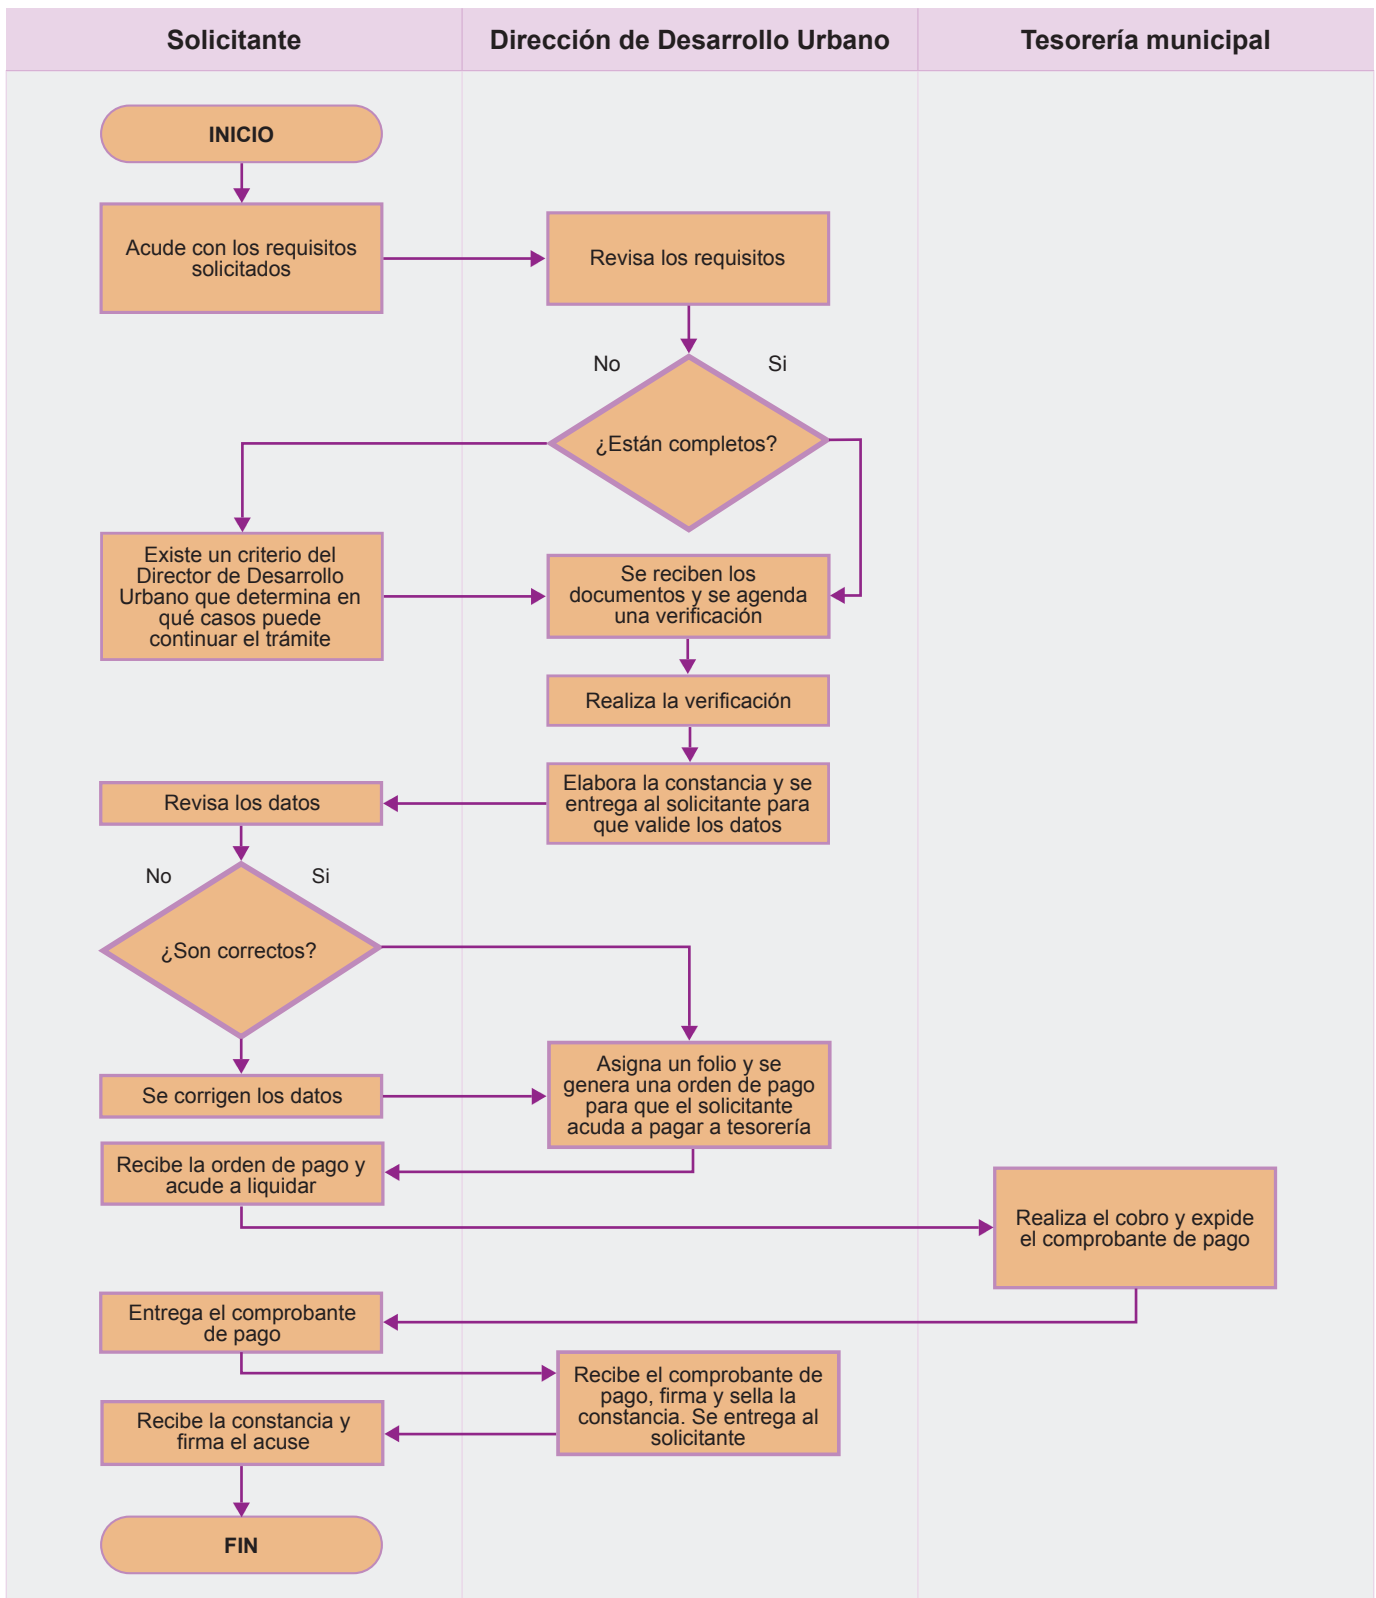 Solicitante
Dirección de Desarrollo Urbano
Tesorería municipal
INICIO
Acude con los requisitos
solicitados
Revisa los requisitos
No
Si
¿Están completos?
Existe un criterio del
Director de Desarrollo
Urbano que determina en
qué casos puede
continuar el trámite
Se reciben los
documentos y se agenda
una verificación
Realiza la verificación
Elabora la constancia y se
entrega al solicitante para
que valide los datos
Revisa los datos
No
Si
¿Son correctos?
Se corrigen los datos
Asigna un folio y se
genera una orden de pago
para que el solicitante
acuda a pagar a tesorería
Recibe la orden de pago y
acude a liquidar
Realiza el cobro y expide
el comprobante de pago
Entrega el comprobante
de pago
Recibe el comprobante de
pago, firma y sella la
constancia. Se entrega al
solicitante
Recibe la constancia y
firma el acuse
FIN